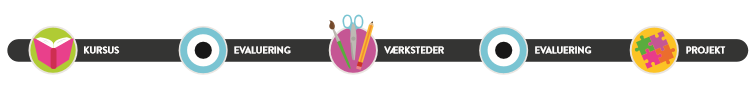 KURSUS EVALUERING VÆRKSTEDER EVALUERING PROJEKT